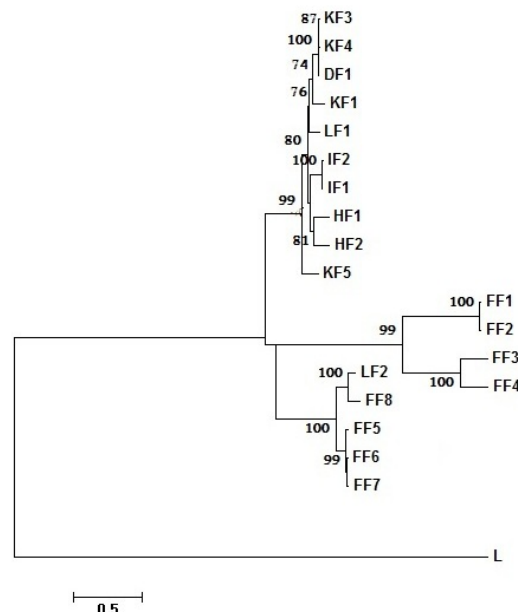 87 KF3
100 KF4
74 DF1
76 KF1
80 LF1
100 IF2
IF1
99 HF1
81 HF2
KF5
100 FF1
FF2
99 FF3
100 FF4
100 LF2
FF8
100 FF5
99 FF6
FF7
L
0.5